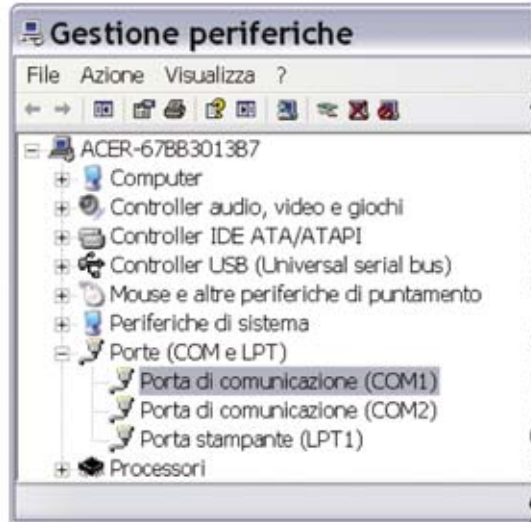 Gestione periferiche
File Azione Visualizza ?
ACER-67BB3013B7
Computer
Controller audio, video e giochi
Controller IDE ATA/ATAPI
Controller USB (Universal serial bus)
Mouse e altre periferiche di puntamento
Periferiche di sistema
Porte (COM e LPT)
Porta di comunicazione (COM1)
Porta di comunicazione (COM2)
Porta stampante (LPT1)
Processori